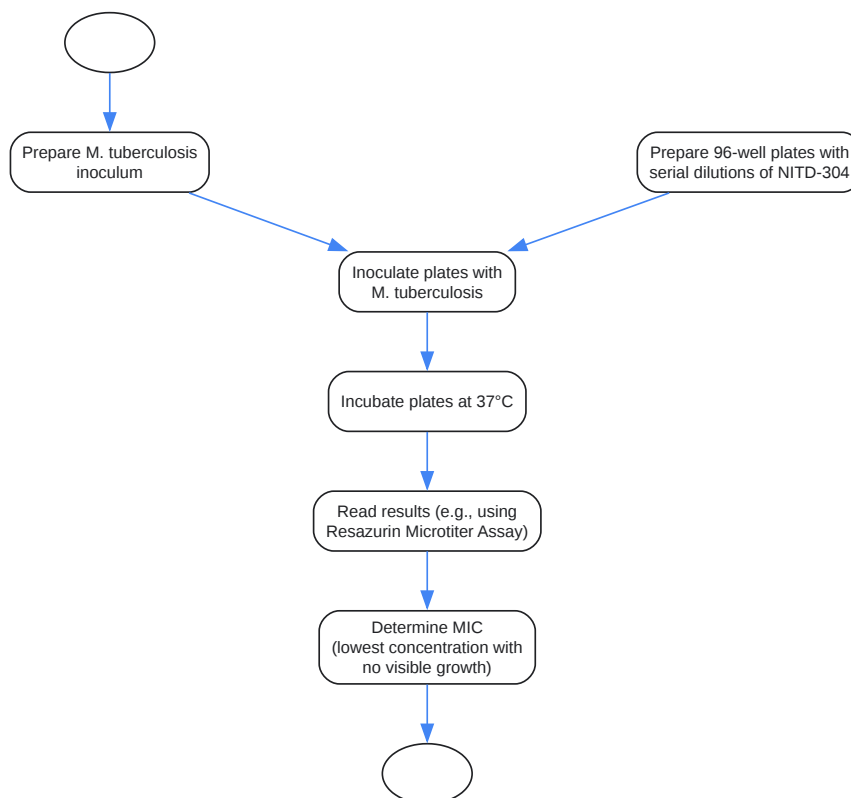 Prepare M. tuberculosis
inoculum
Prepare 96-well plates with
serial dilutions of NITD-304
Inoculate plates with
M. tuberculosis
Incubate plates at 37°C
Read results (e.g., using
Resazurin Microtiter Assay)
Determine MIC
(lowest concentration with
no visible growth)